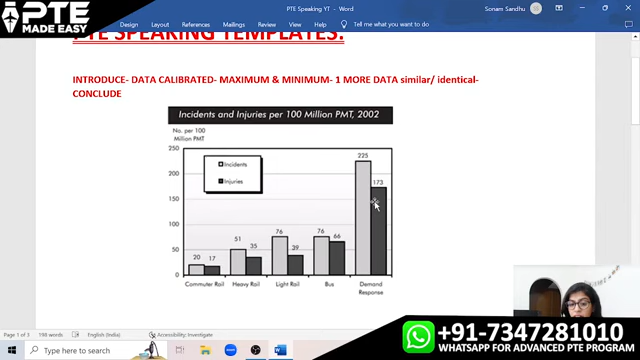 PTE
MADE EASY
PTE Speaking YT - Word
Sonam Sandhu
Design Layout References Mailings Review View Help Tell me what you want to do
PTE SPEAKING TEMPLATES:
INTRODUCE- DATA CALIBRATED- MAXIMUM & MINIMUM- 1 MORE DATA similar/ identical-
CONCLUDE
Incidents and Injuries per 100 Million PMT, 2002
No. per 100
Million PMT
250
200
150
100
50
0
Incidents
Injuries
20 17
51 35
76 39
76 66
225 173
Commuter Rail Heavy Rail Light Rail Bus Demand
Response
Page 1 of 3 198 words English (India) Accessibility: Investigate
Type here to search
+91-7347281010
WHATSAPP FOR ADVANCED PTE PROGRAM